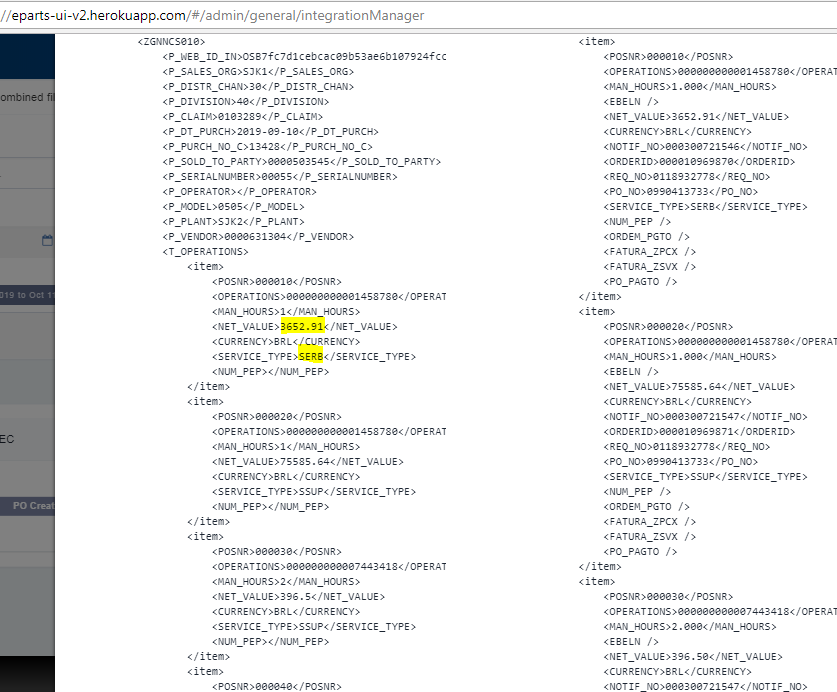 //eparts-ui-v2.herokuapp.com/#/admin/general/integrationManager
ombined fil
019 to Oct 11
EC
PO Creat
<ZGNNCS010>
<P_WEB_ID_IN>OSB7fc7d1cebcac09b53ae6b107924fcc
<P_SALES_ORG>SJK1</P_SALES_ORG>
<P_DISTR_CHAN>30</P_DISTR_CHAN>
<P_DIVISION>40</P_DIVISION>
<P_CLAIM>0103289</P_CLAIM>
<P_DT_PURCH>2019-09-10</P_DT_PURCH>
<P_PURCH_NO_C>13428</P_PURCH_NO_C>
<P_SOLD_TO_PARTY>0000503545</P_SOLD_TO_PARTY>
<P_SERIALNUMBER>00055</P_SERIALNUMBER>
<P_OPERATOR></P_OPERATOR>
<P_MODEL>0505</P_MODEL>
<P_PLANT>SJK2</P_PLANT>
<P_VENDOR>0000631304</P_VENDOR>
<T_OPERATIONS>
<item>
<POSNR>000010</POSNR>
<OPERATIONS>000000000001458780</OPERAT
<MAN_HOURS>1</MAN_HOURS>
<NET_VALUE>3652.91</NET_VALUE>
<CURRENCY>BRL</CURRENCY>
<SERVICE_TYPE>SERB</SERVICE_TYPE>
<NUM_PEP></NUM_PEP>
</item>
<item>
<POSNR>000020</POSNR>
<OPERATIONS>000000000001458780</OPERAT
<MAN_HOURS>1</MAN_HOURS>
<NET_VALUE>75585.64</NET_VALUE>
<CURRENCY>BRL</CURRENCY>
<SERVICE_TYPE>SSUP</SERVICE_TYPE>
<NUM_PEP></NUM_PEP>
</item>
<item>
<POSNR>000030</POSNR>
<OPERATIONS>000000000007443418</OPERAT
<MAN_HOURS>2</MAN_HOURS>
<NET_VALUE>396.5</NET_VALUE>
<CURRENCY>BRL</CURRENCY>
<SERVICE_TYPE>SSUP</SERVICE_TYPE>
<NUM_PEP></NUM_PEP>
</item>
<item>
<POSNR>000040</POSNR>
<item>
<POSNR>000010</POSNR>
<OPERATIONS>000000000001458780</OPERA
<MAN_HOURS>1.000</MAN_HOURS>
<EBELN />
<NET_VALUE>3652.91</NET_VALUE>
<CURRENCY>BRL</CURRENCY>
<NOTIF_NO>000300721546</NOTIF_NO>
<ORDERID>000010969870</ORDERID>
<REQ_NO>0118932778</REQ_NO>
<PO_NO>0990413733</PO_NO>
<SERVICE_TYPE>SERB</SERVICE_TYPE>
<NUM_PEP />
<ORDEM_PGTO />
<FATURA_ZPCX />
<FATURA_ZSVX />
<PO_PAGTO />
</item>
<item>
<POSNR>000020</POSNR>
<OPERATIONS>000000000001458780</OPERA
<MAN_HOURS>1.000</MAN_HOURS>
<EBELN />
<NET_VALUE>75585.64</NET_VALUE>
<CURRENCY>BRL</CURRENCY>
<NOTIF_NO>000300721547</NOTIF_NO>
<ORDERID>000010969871</ORDERID>
<REQ_NO>0118932778</REQ_NO>
<PO_NO>0990413733</PO_NO>
<SERVICE_TYPE>SSUP</SERVICE_TYPE>
<NUM_PEP />
<ORDEM_PGTO />
<FATURA_ZPCX />
<FATURA_ZSVX />
<PO_PAGTO />
</item>
<item>
<POSNR>000030</POSNR>
<OPERATIONS>000000000007443418</OPERA
<MAN_HOURS>2.000</MAN_HOURS>
<EBELN />
<NET_VALUE>396.50</NET_VALUE>
<CURRENCY>BRL</CURRENCY>
<NOTIF_NO>000300721547</NOTIF_NO>